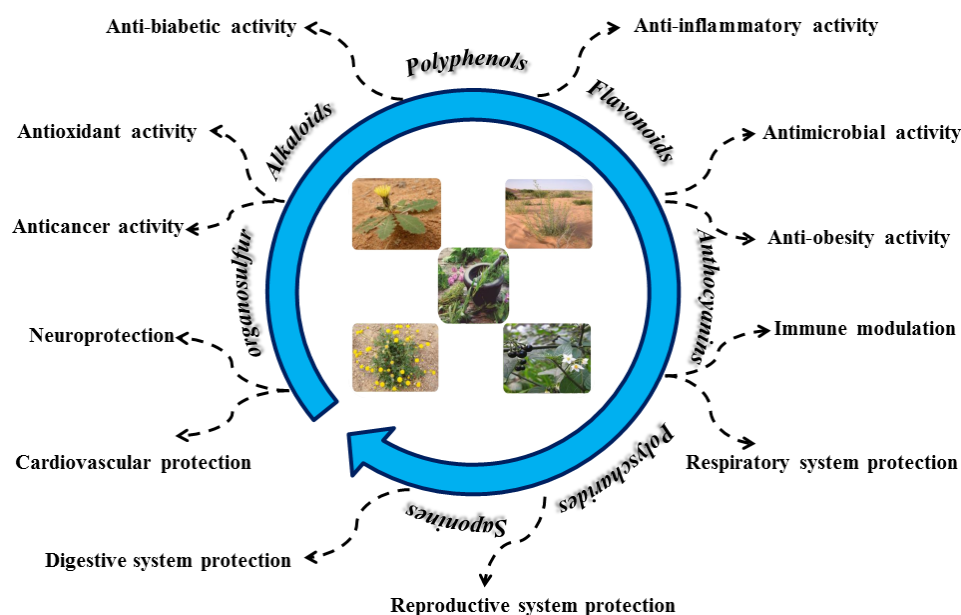 Anti-biabetic activity
Anti-inflammatory activity
Polyphenols
Flavonoids
Alkaloids
Antioxidant activity
Antimicrobial activity
Anticancer activity
Anti-obesity activity
organosulfur
Anthocyanins
Neuroprotection
Immune modulation
Cardiovascular protection
Respiratory system protection
Polyscharides
Saponines
Digestive system protection
Reproductive system protection